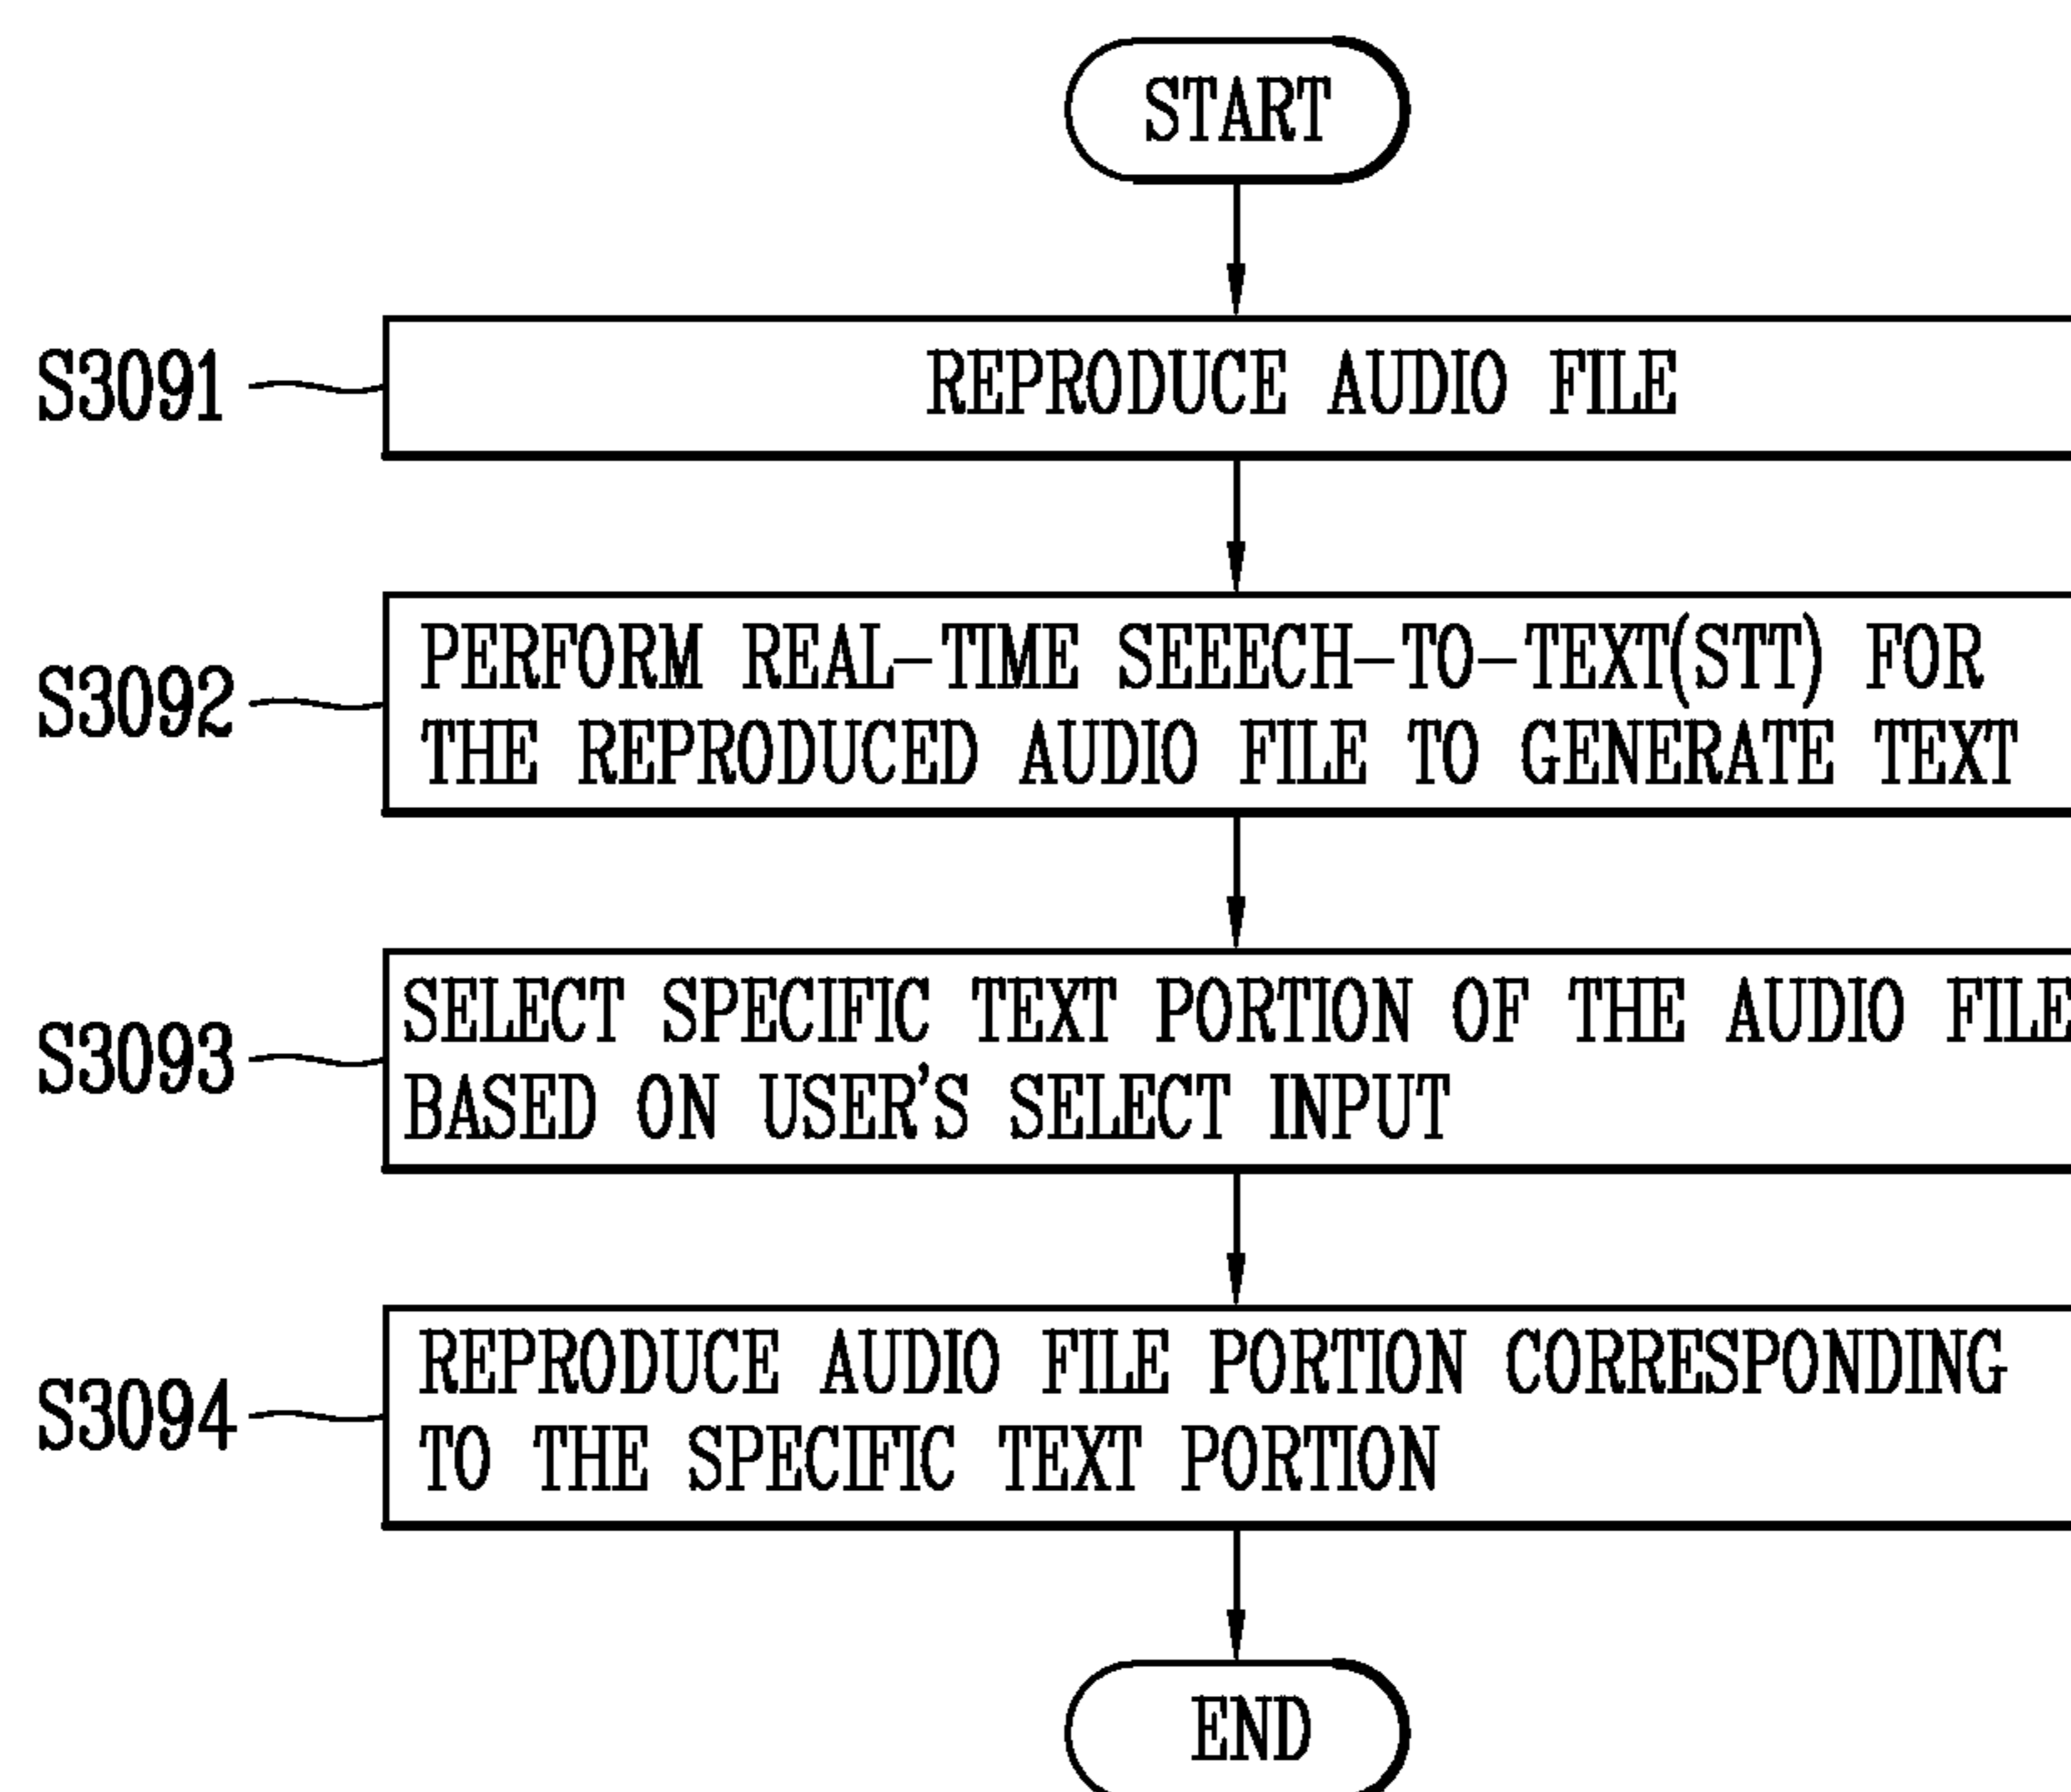 START
S3091
REPRODUCE AUDIO FILE
S3092
PERFORM REAL-TIME SEEECH-TO-TEXT(STT) FOR
THE REPRODUCED AUDIO FILE TO GENERATE TEXT
S3093
SELECT SPECIFIC TEXT PORTION OF THE AUDIO FILE
BASED ON USER'S SELECT INPUT
S3094
REPRODUCE AUDIO FILE PORTION CORRESPONDING
TO THE SPECIFIC TEXT PORTION
END